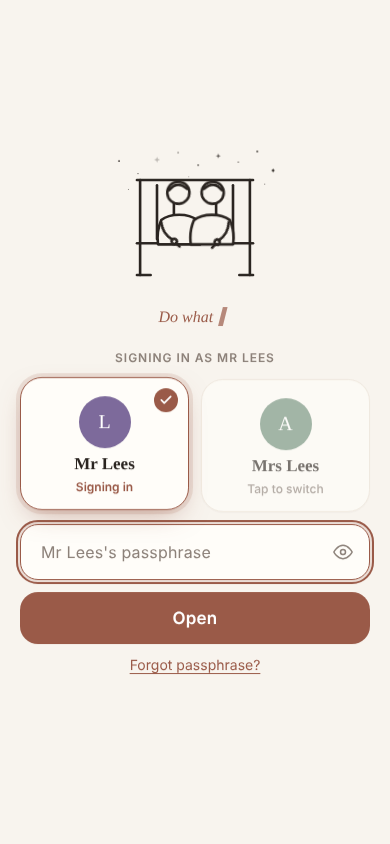 Do what
SIGNING IN AS MR LEES
L
Mr Lees
Signing in
A
Mrs Lees
Tap to switch
Mr Lees's passphrase
Open
Forgot passphrase?